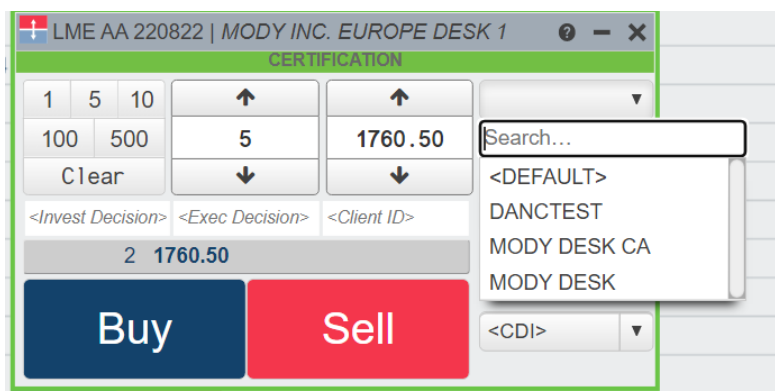 LME AA 220822 | MODY INC. EUROPE DESK 1
CERTIFICATION
1 5 10
100 500
Clear
5
1760.50
Search...
<DEFAULT>
DANCTEST
MODY DESK CA
MODY DESK
<Invest Decision> <Exec Decision> <Client ID>
2 1760.50
Buy
Sell
<CDI>